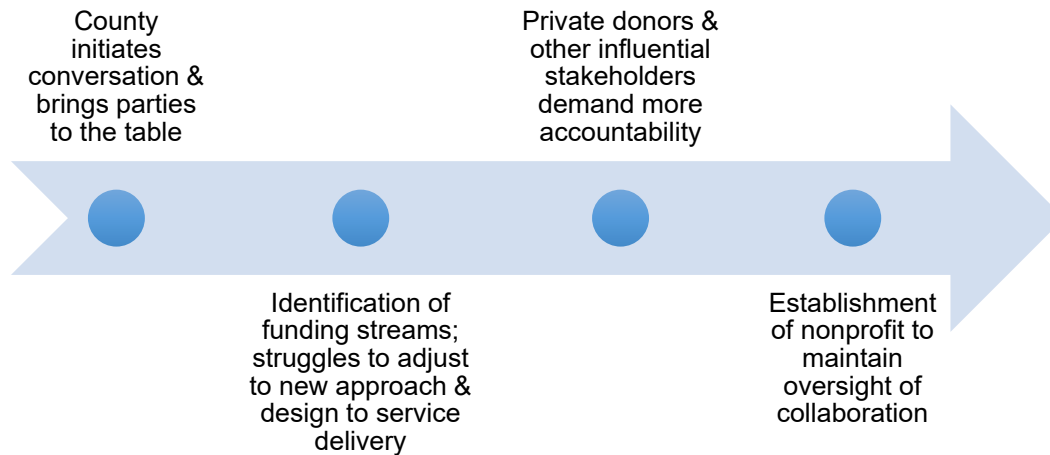 County
initiates
conversation &
brings parties
to the table
Identification of
funding streams;
struggles to adjust
to new approach &
design to service
delivery
Private donors &
other influential
stakeholders
demand more
accountability
Establishment
of nonprofit to
maintain
oversight of
collaboration